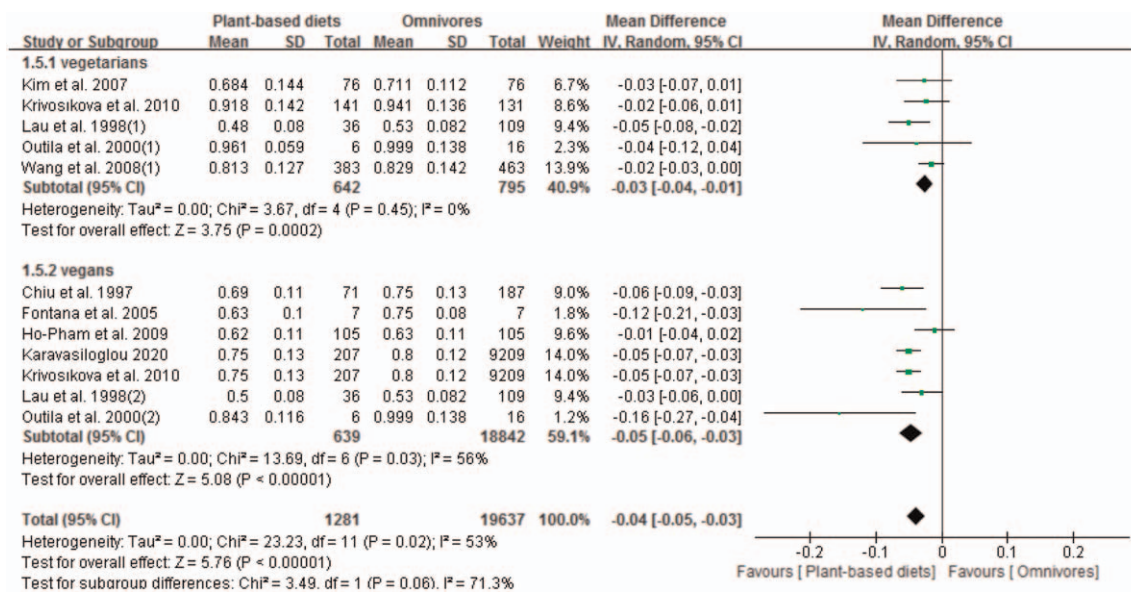 Plant-based diets Omnivores Mean Difference Mean Difference
Study or Subgroup Mean SD Total Mean SD Total Weight IV, Random, 95% CI IV, Random, 95% CI
1.5.1 vegetarians
Kim et al. 2007 0.684 0.144 76 0.711 0.112 76 6.7% -0.03 [-0.07, 0.01]
Krivosıkova et al. 2010 0.918 0.142 141 0.941 0.136 131 8.6% -0.02 [-0.06, 0.01]
Lau et al. 1998(1) 0.48 0.08 36 0.53 0.082 109 9.4% -0.05 [-0.08, -0.02]
Outila et al. 2000(1) 0.961 0.059 6 0.999 0.138 16 2.3% -0.04 [-0.12, 0.04]
Wang et al. 2008(1) 0.813 0.127 383 0.829 0.142 463 13.9% -0.02 [-0.03, 0.00]
Subtotal (95% CI) 642 795 40.9% -0.03 [-0.04, -0.01]
Heterogeneity: Tau² = 0.00; Chi² = 3.67, df = 4 (P = 0.45); I² = 0%
Test for overall effect: Z = 3.75 (P = 0.0002)
1.5.2 vegans
Chiu et al. 1997 0.69 0.11 71 0.75 0.13 187 9.0% -0.06 [-0.09, -0.03]
Fontana et al. 2005 0.63 0.1 7 0.75 0.08 7 1.8% -0.12 [-0.21, -0.03]
Ho-Pham et al. 2009 0.62 0.11 105 0.63 0.11 105 9.6% -0.01 [-0.04, 0.02]
Karavasiloglou 2020 0.75 0.13 207 0.8 0.12 9209 14.0% -0.05 [-0.07, -0.03]
Krivosıkova et al. 2010 0.75 0.13 207 0.8 0.12 9209 14.0% -0.05 [-0.07, -0.03]
Lau et al. 1998(2) 0.5 0.08 36 0.53 0.082 109 9.4% -0.03 [-0.06, 0.00]
Outila et al. 2000(2) 0.843 0.116 6 0.999 0.138 16 1.2% -0.16 [-0.27, -0.04]
Subtotal (95% CI) 639 18842 59.1% -0.05 [-0.06, -0.03]
Heterogeneity: Tau² = 0.00; Chi² = 13.69, df = 6 (P = 0.03); I² = 56%
Test for overall effect: Z = 5.08 (P < 0.00001)
Total (95% CI) 1281 19637 100.0% -0.04 [-0.05, -0.03]
Heterogeneity: Tau² = 0.00; Chi² = 23.23, df = 11 (P = 0.02); I² = 53%
Test for overall effect: Z = 5.76 (P < 0.00001)
Test for subgroup differences: Chi² = 3.49, df = 1 (P = 0.06), I² = 71.3%
-0.2 -0.1 0 0.1 0.2
Favours [Plant-based diets] Favours [Omnivores]